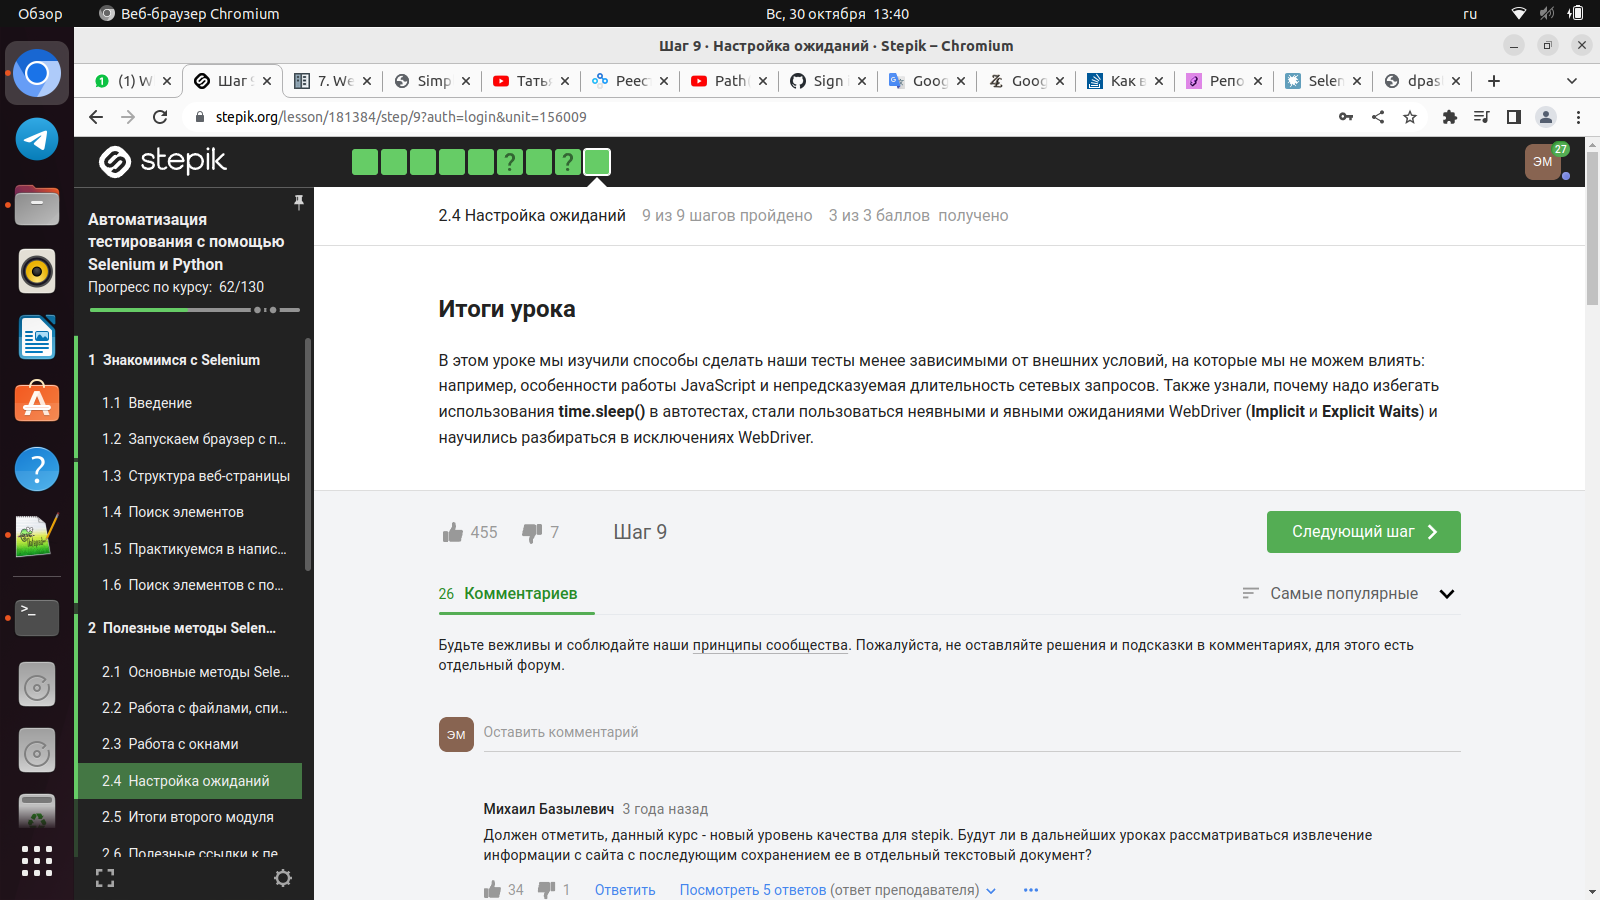 Обзор
Веб-браузер Chromium
Вс, 30 октября 13:40
ru
Шаг 9 · Настройка ожиданий · Stepik – Chromium
(1) W
Шаг 9
7. We
Simp
Татья
Реест
Path
Sign
Goog
Goog
Как в
Репо
Selen
dpas
stepik.org/lesson/181384/step/9?auth=login&unit=156009
stepik
? ?
ЭМ
27
Автоматизация
тестирования с помощью
Selenium и Python
Прогресс по курсу: 62/130
1 Знакомимся с Selenium
1.1 Введение
1.2 Запускаем браузер с п...
1.3 Структура веб-страницы
1.4 Поиск элементов
1.5 Практикуемся в напис...
1.6 Поиск элементов с по...
2 Полезные методы Selen...
2.1 Основные методы Sele...
2.2 Работа с файлами, спи...
2.3 Работа с окнами
2.4 Настройка ожиданий
2.5 Итоги второго модуля
2.6 Полезные ссылки к ле...
2.4 Настройка ожиданий 9 из 9 шагов пройдено 3 из 3 баллов получено
Итоги урока
В этом уроке мы изучили способы сделать наши тесты менее зависимыми от внешних условий, на которые мы не можем влиять:
например, особенности работы JavaScript и непредсказуемая длительность сетевых запросов. Также узнали, почему надо избегать
использования time.sleep() в автотестах, стали пользоваться неявными и явными ожиданиями WebDriver (Implicit и Explicit Waits) и
научились разбираться в исключениях WebDriver.
455 7 Шаг 9
Следующий шаг
26 Комментариев
Самые популярные
Будьте вежливы и соблюдайте наши принципы сообщества. Пожалуйста, не оставляйте решения и подсказки в комментариях, для этого есть
отдельный форум.
ЭМ
Оставить комментарий
Михаил Базылевич 3 года назад
Должен отметить, данный курс - новый уровень качества для stepik. Будут ли в дальнейших уроках рассматриваться извлечение
информации с сайта с последующим сохранением ее в отдельный текстовый документ?
34 1 Ответить Посмотреть 5 ответов (ответ преподавателя) •••